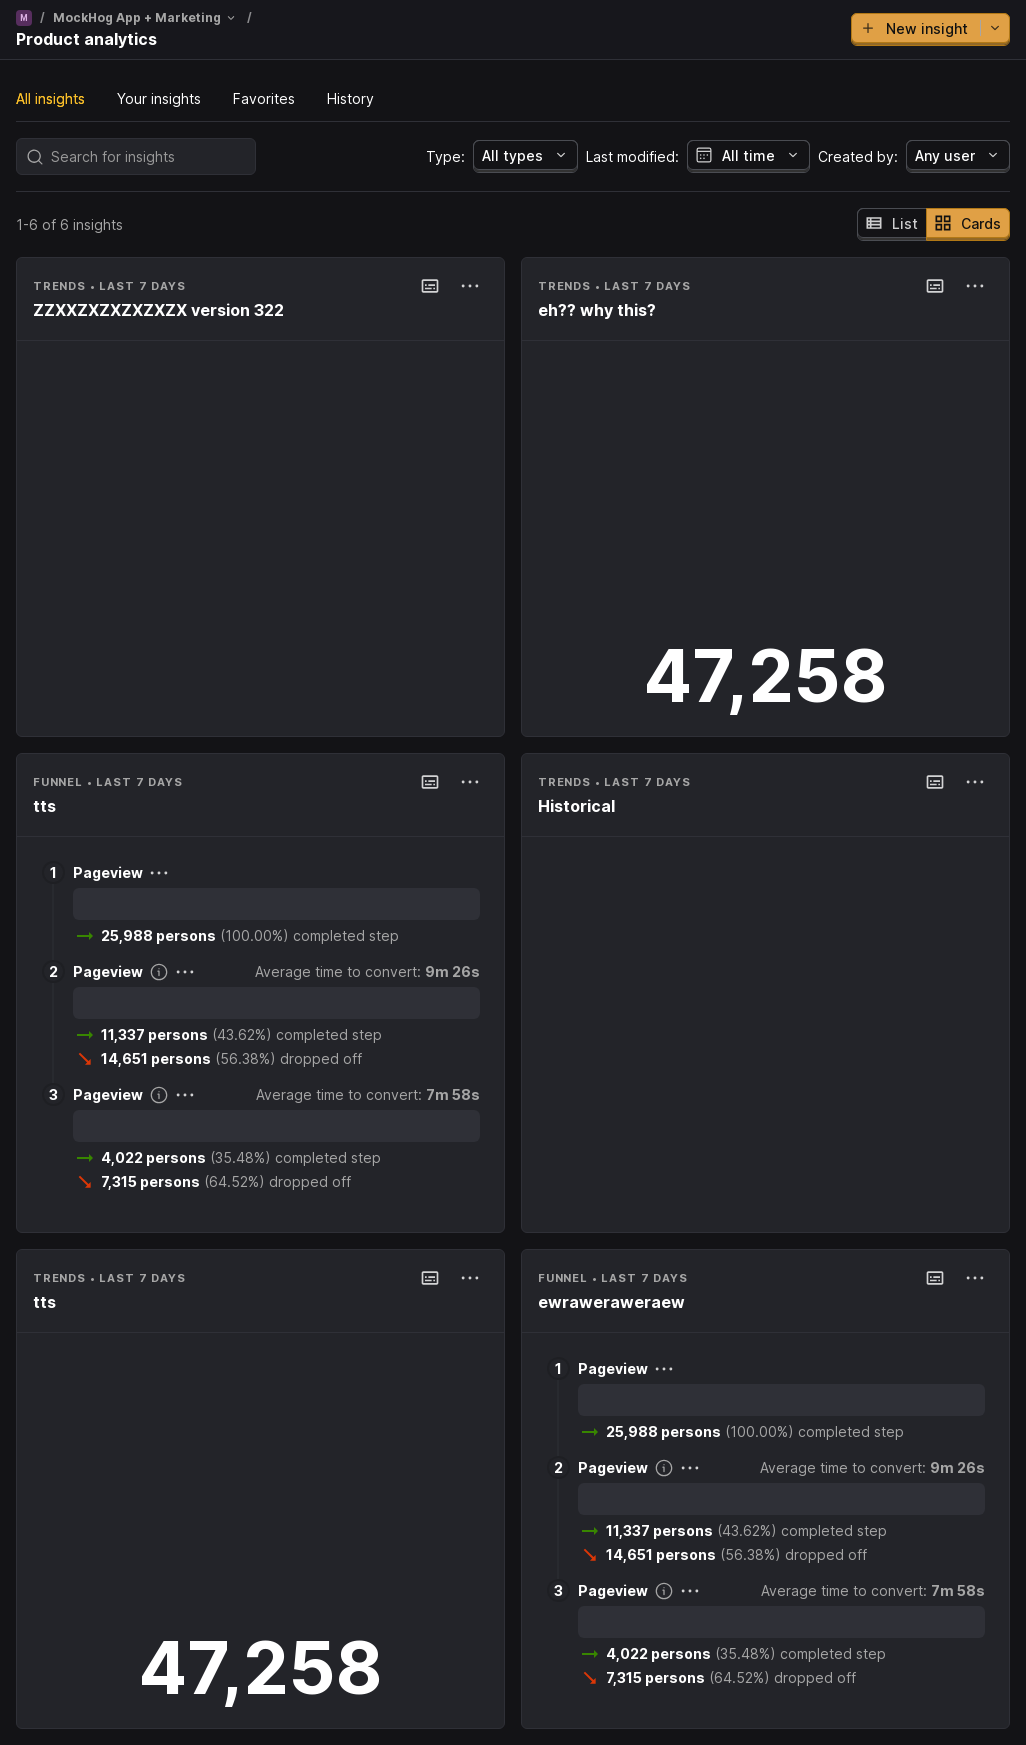 M / MockHog App + Marketing /
Product analytics
New insight
All insights Your insights Favorites History
Search for insights Type: All types Last modified: All time Created by: Any user
1-6 of 6 insights List Cards
TRENDS • LAST 7 DAYS
ZZXXZXZXZXZXZX version 322
TRENDS • LAST 7 DAYS
eh?? why this?
47,258
FUNNEL • LAST 7 DAYS
tts
1 Pageview
25,988 persons (100.00%) completed step
2 Pageview Average time to convert: 9m 26s
11,337 persons (43.62%) completed step
14,651 persons (56.38%) dropped off
3 Pageview Average time to convert: 7m 58s
4,022 persons (35.48%) completed step
7,315 persons (64.52%) dropped off
TRENDS • LAST 7 DAYS
Historical
TRENDS • LAST 7 DAYS
tts
47,258
FUNNEL • LAST 7 DAYS
ewraweraweraew
1 Pageview
25,988 persons (100.00%) completed step
2 Pageview Average time to convert: 9m 26s
11,337 persons (43.62%) completed step
14,651 persons (56.38%) dropped off
3 Pageview Average time to convert: 7m 58s
4,022 persons (35.48%) completed step
7,315 persons (64.52%) dropped off